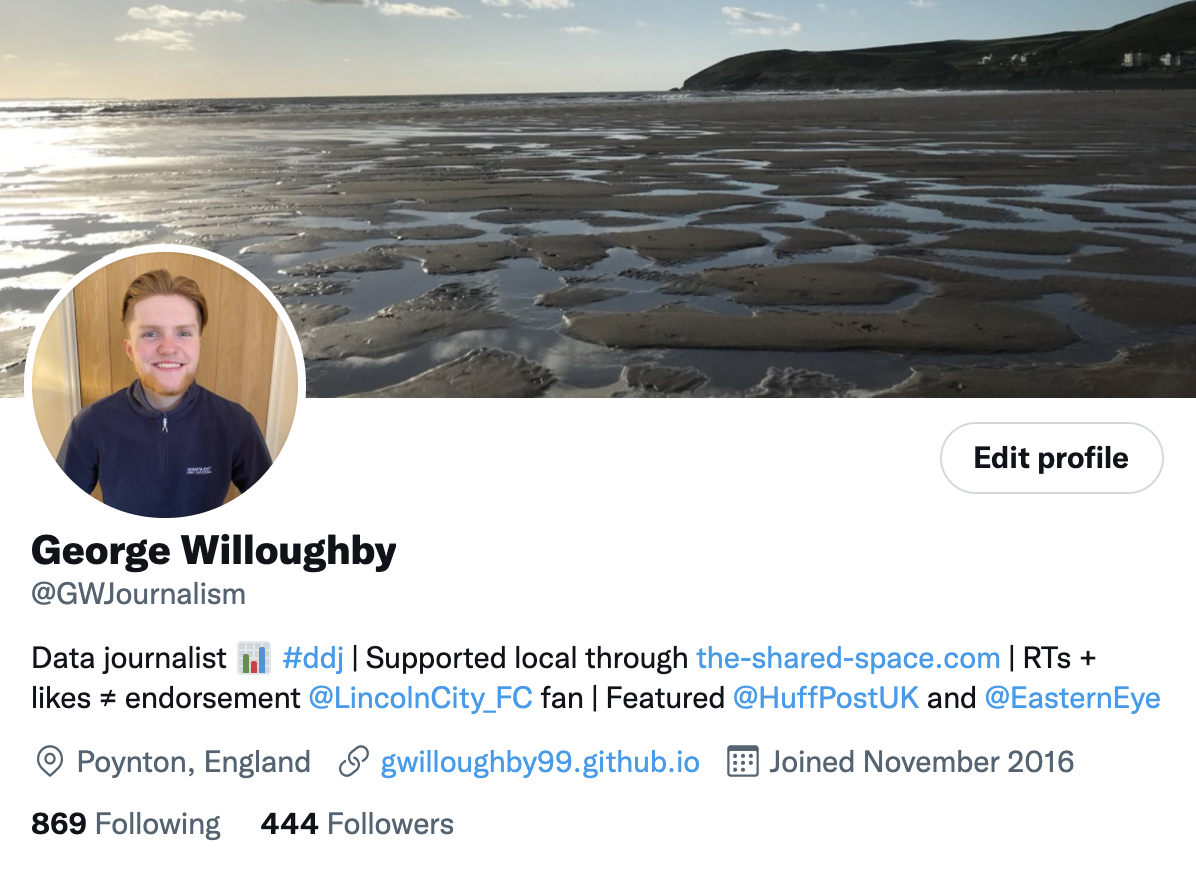 Edit profile
George Willoughby
@GWJournalism
Data journalist 📊 #ddj | Supported local through the-shared-space.com | RTs +
likes ≠ endorsement @LincolnCity_FC fan | Featured @HuffPostUK and @EasternEye
Poynton, England gwilloughby99.github.io Joined November 2016
869 Following 444 Followers